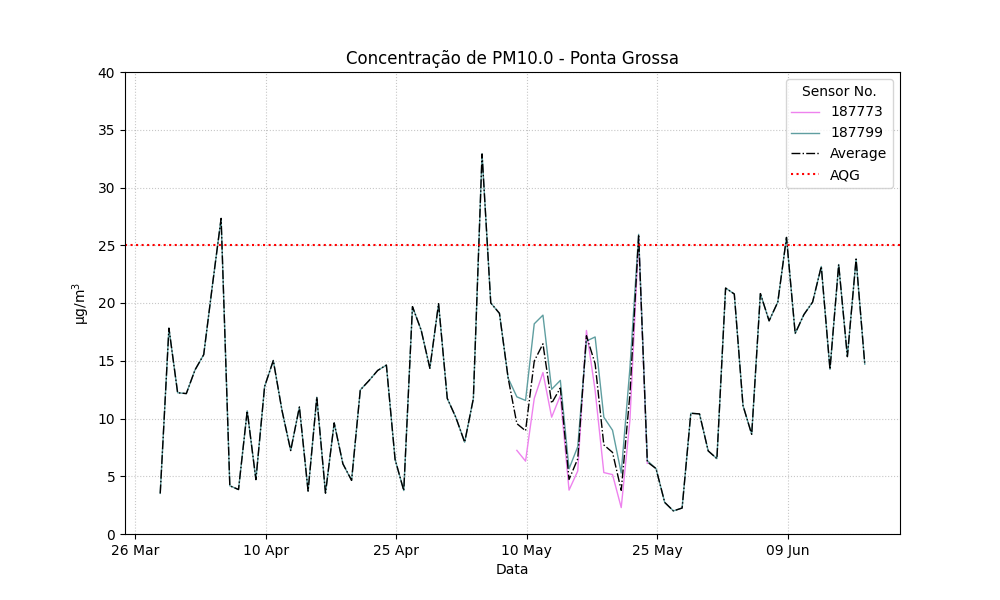 Concentração de PM10.0 - Ponta Grossa
40
35
30
25
20
15
10
5
0
µg/m³
Sensor No.
187773
187799
Average
AQG
26 Mar
10 Apr
25 Apr
10 May
25 May
09 Jun
Data